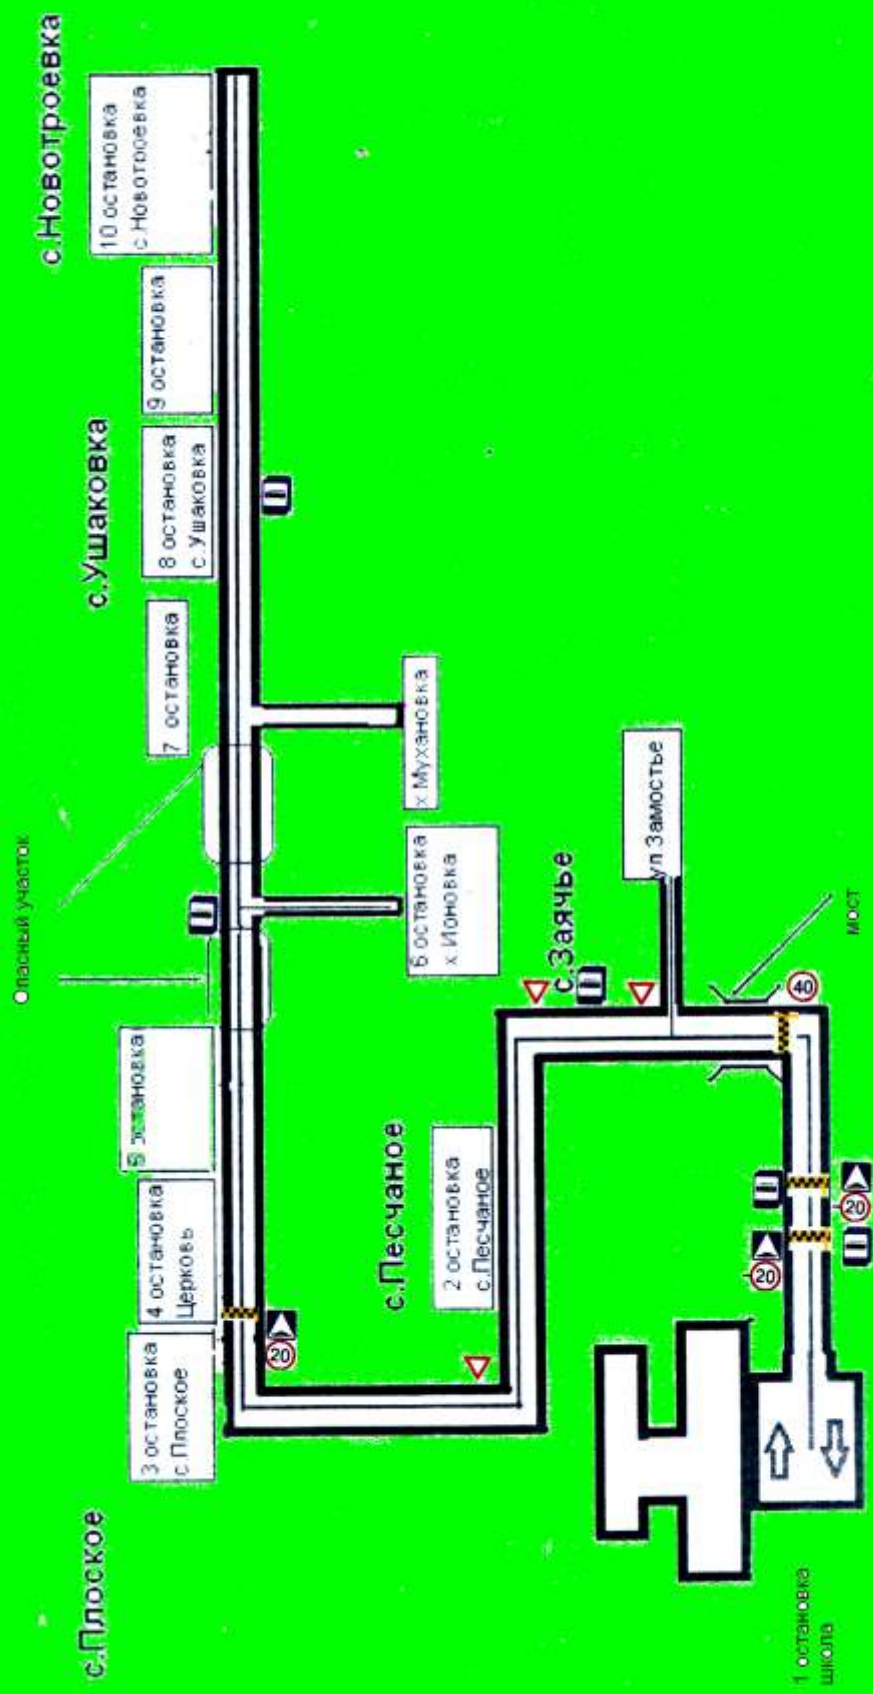 Опасный участок
с.Плоское
с.Ушаковка
с.Новотроевка
3 остановка
с.Плоское
4 остановка
Церковь
5 остановка
7 остановка
8 остановка
с.Ушаковка
9 остановка
10 остановка
с.Новотроевка
20
с.Песчаное
2 остановка
с.Песчаное
6 остановка
х.Ионовка
х Мухановка
с.Заячье
ул Замостье
1 остановка
школа
20
20
40
мост